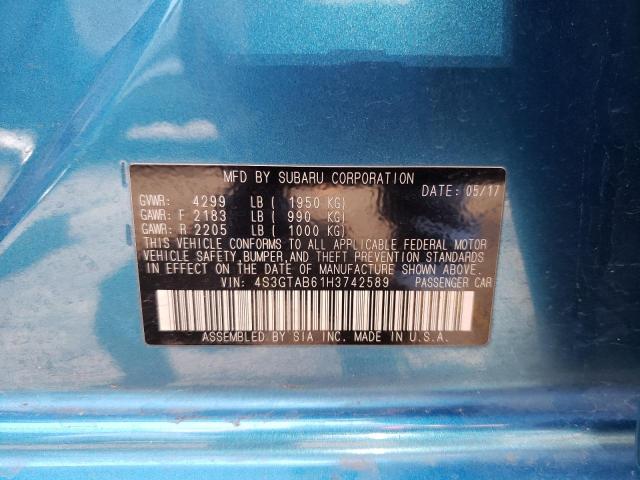 MFD BY SUBARU CORPORATION
DATE: 05/17
GVWR: 4299 LB ( 1950 KG)
GAWR: F 2183 LB ( 990 KG)
GAWR: R 2205 LB ( 1000 KG)
THIS VEHICLE CONFORMS TO ALL APPLICABLE FEDERAL MOTOR
VEHICLE SAFETY, BUMPER, AND THEFT PREVENTION STANDARDS
IN EFFECT ON THE DATE OF MANUFACTURE SHOWN ABOVE.
VIN: 4S3GTAB61H3742589 PASSENGER CAR
ASSEMBLED BY SIA INC. IN U.S.A.